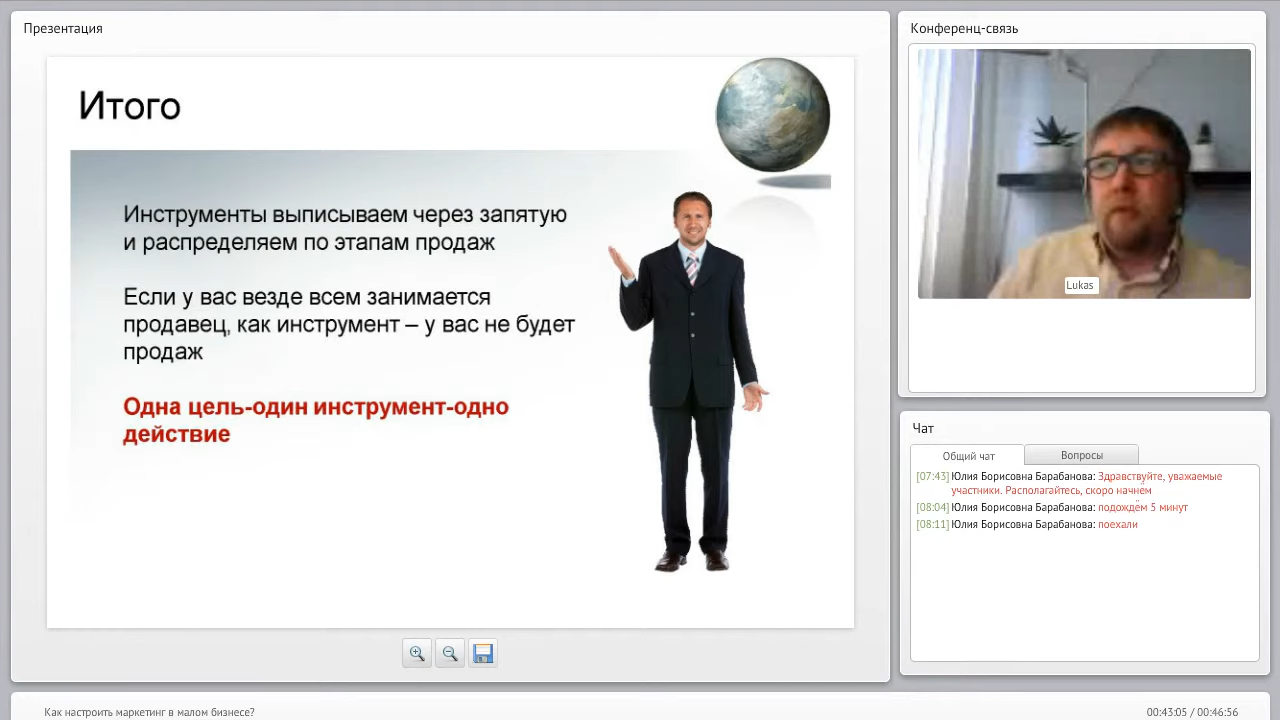 Презентация
Итого
Инструменты выписываем через запятую
и распределяем по этапам продаж
Если у вас везде всем занимается
продавец, как инструмент – у вас не будет
продаж
Одна цель-один инструмент-одно
действие
Конференц-связь
Lukas
Чат
Общий чат
Вопросы
[07:43] Юлия Борисовна Барабанова: Здравствуйте, уважаемые
участники. Располагайтесь, скоро начнём
[08:04] Юлия Борисовна Барабанова: подождём 5 минут
[08:11] Юлия Борисовна Барабанова: поехали
Как настроить маркетинг в малом бизнесе?
00:43:05 / 00:46:56